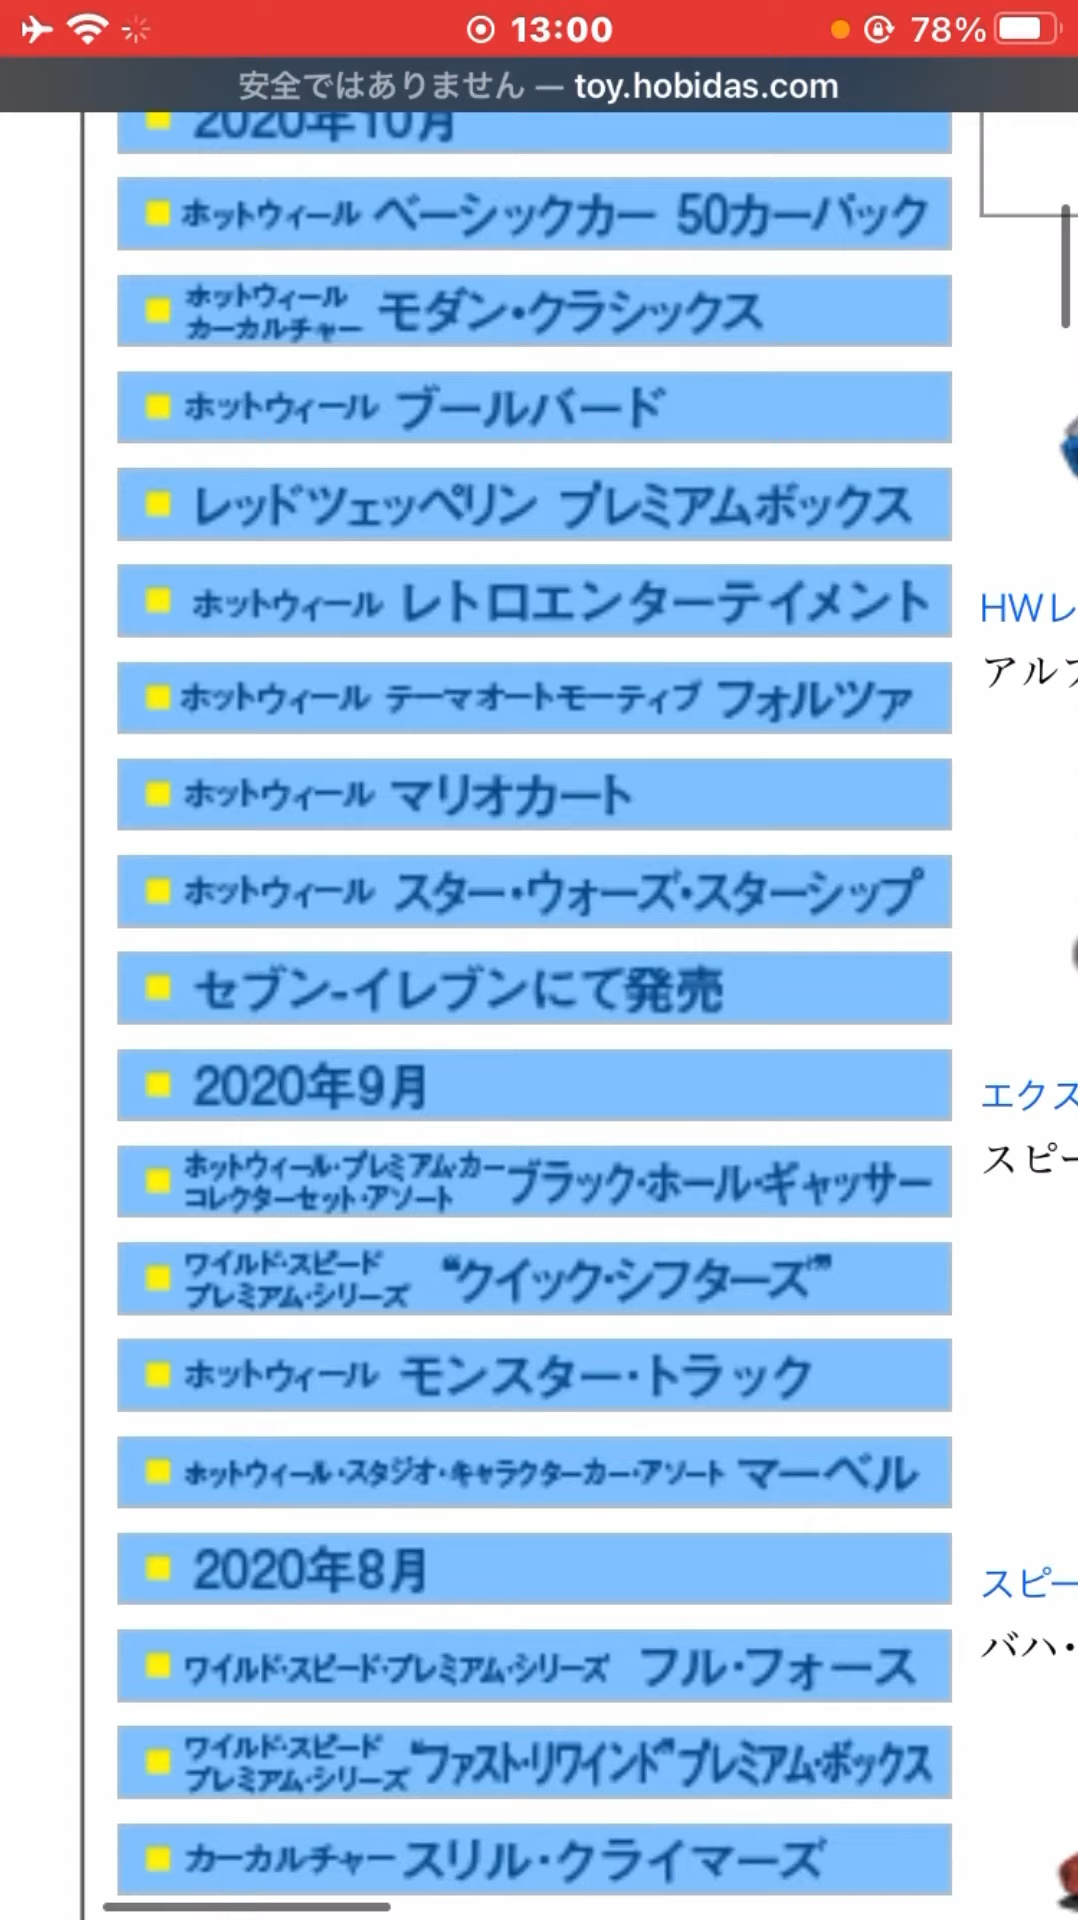 13:00
78%
安全ではありません — toy.hobidas.com
2020年10月
ホットウィール ベーシックカー 50カーパック
ホットウィール
カーカルチャー モダン・クラシックス
ホットウィール ブールバード
レッドツェッペリン プレミアムボックス
ホットウィール レトロエンターテイメント
HWレ
アルフ
ホットウィール テーマオートモーティブ フォルツァ
ホットウィール マリオカート
ホットウィール スター・ウォーズ・スターシップ
セブン-イレブンにて発売
2020年9月
エクス
スピー
ホットウィール・プレミアム・カー
コレクターセット・アソート ブラック・ホール・ギャッサー
ワイルド・スピード
プレミアム・シリーズ “クイック・シフターズ”
ホットウィール モンスター・トラック
ホットウィール・スタジオ・キャラクターカー・アソート マーベル
2020年8月
スピー
バハ・
ワイルド・スピード・プレミアム・シリーズ フル・フォース
ワイルド・スピード
プレミアム・シリーズ “ファスト・リワインド”プレミアム・ボックス
カーカルチャー スリル・クライマーズ